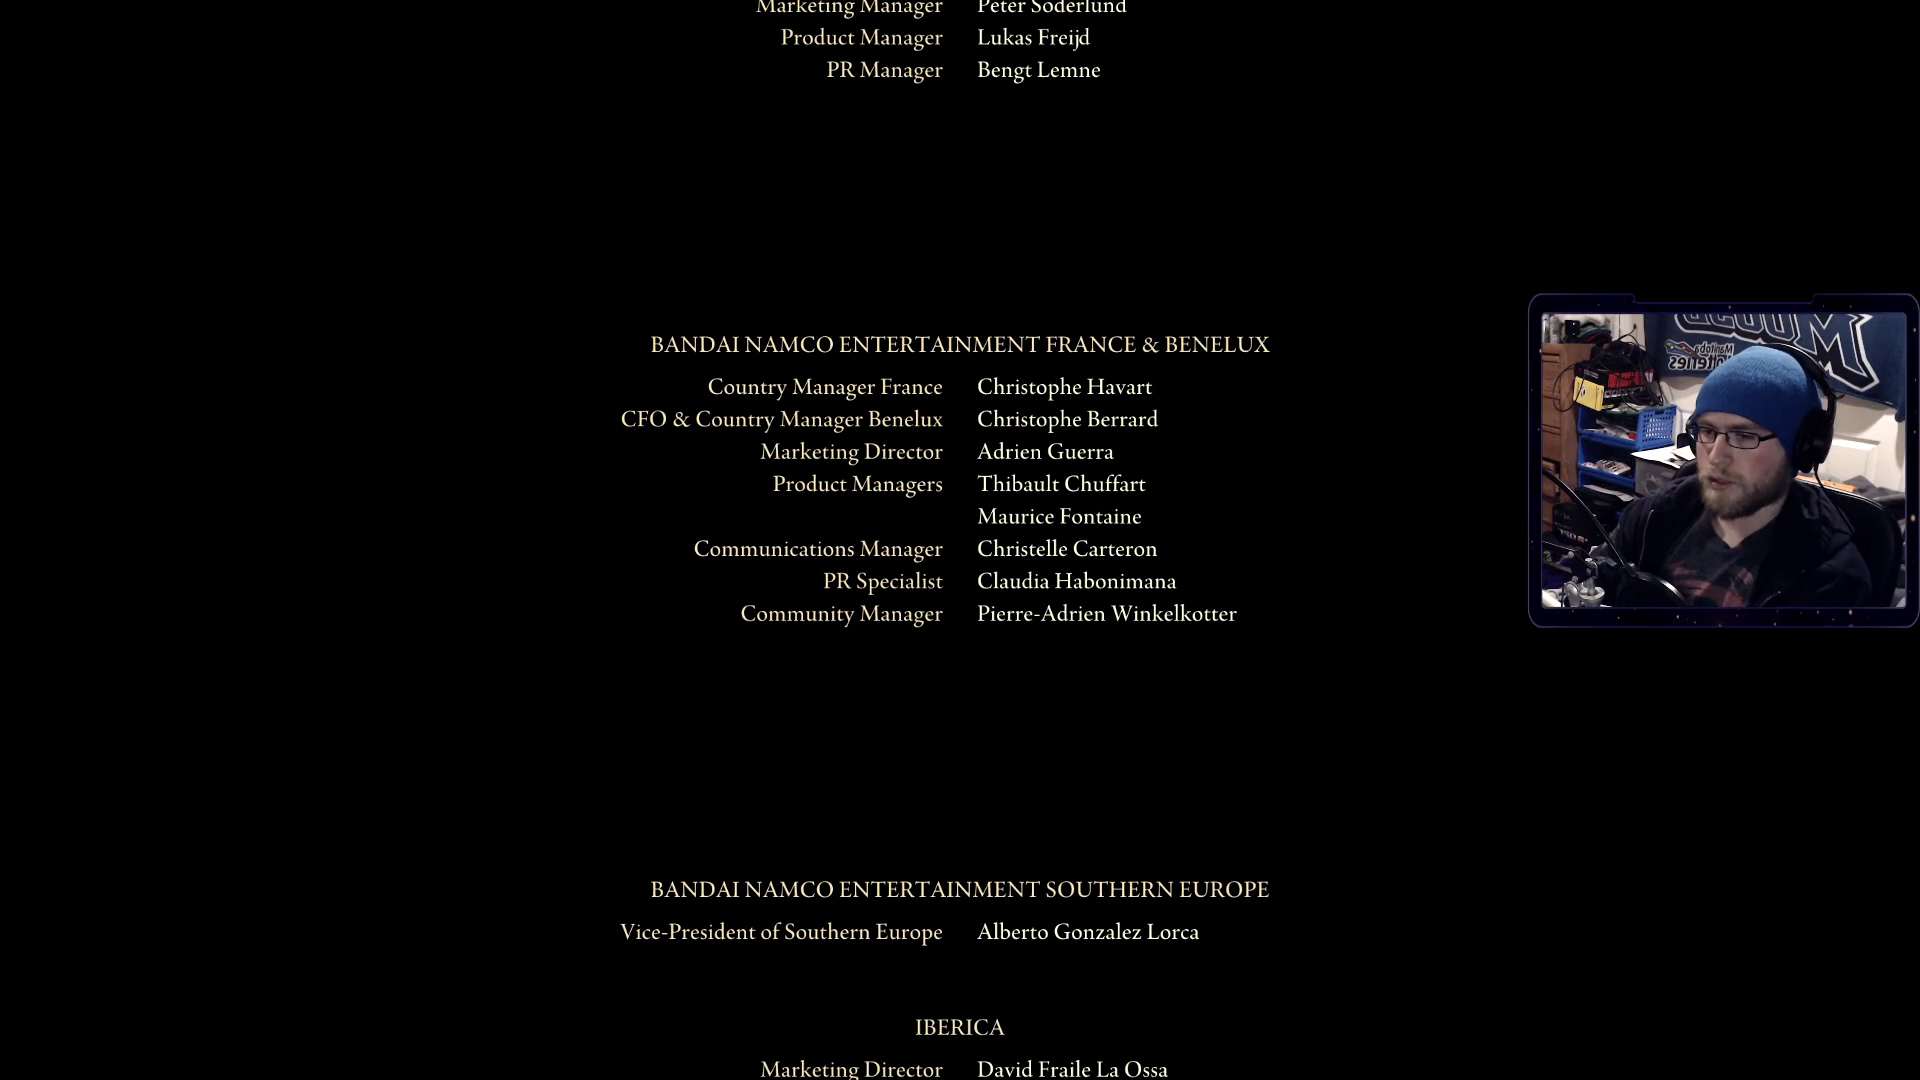 Marketing Manager Peter Söderlund
Product Manager Lukas Freijd
PR Manager Bengt Lemne
BANDAI NAMCO ENTERTAINMENT FRANCE & BENELUX
Country Manager France Christophe Havart
CFO & Country Manager Benelux Christophe Berrard
Marketing Director Adrien Guerra
Product Managers Thibault Chuffart
Maurice Fontaine
Communications Manager Christelle Carteron
PR Specialist Claudia Habonimana
Community Manager Pierre-Adrien Winkelkotter
BANDAI NAMCO ENTERTAINMENT SOUTHERN EUROPE
Vice-President of Southern Europe Alberto Gonzalez Lorca
IBERICA
Marketing Director David Fraile La Ossa